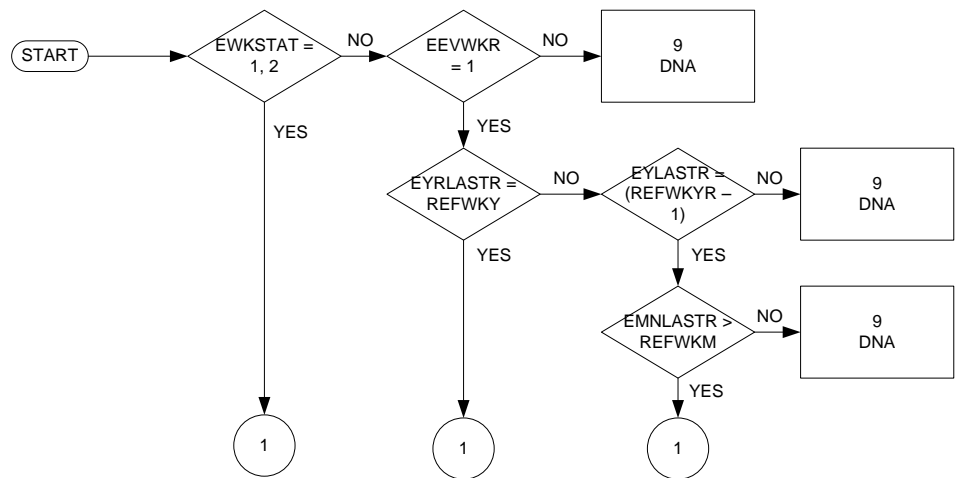 START
EWKSTAT =
1, 2
NO
EEVWKR
= 1
NO
9
DNA
YES
YES
EYRLASTR =
REFWKY
NO
EYLASTR =
(REFWKYR –
1)
NO
9
DNA
YES
YES
EMNLASTR >
REFWKM
NO
9
DNA
YES
1
1
1